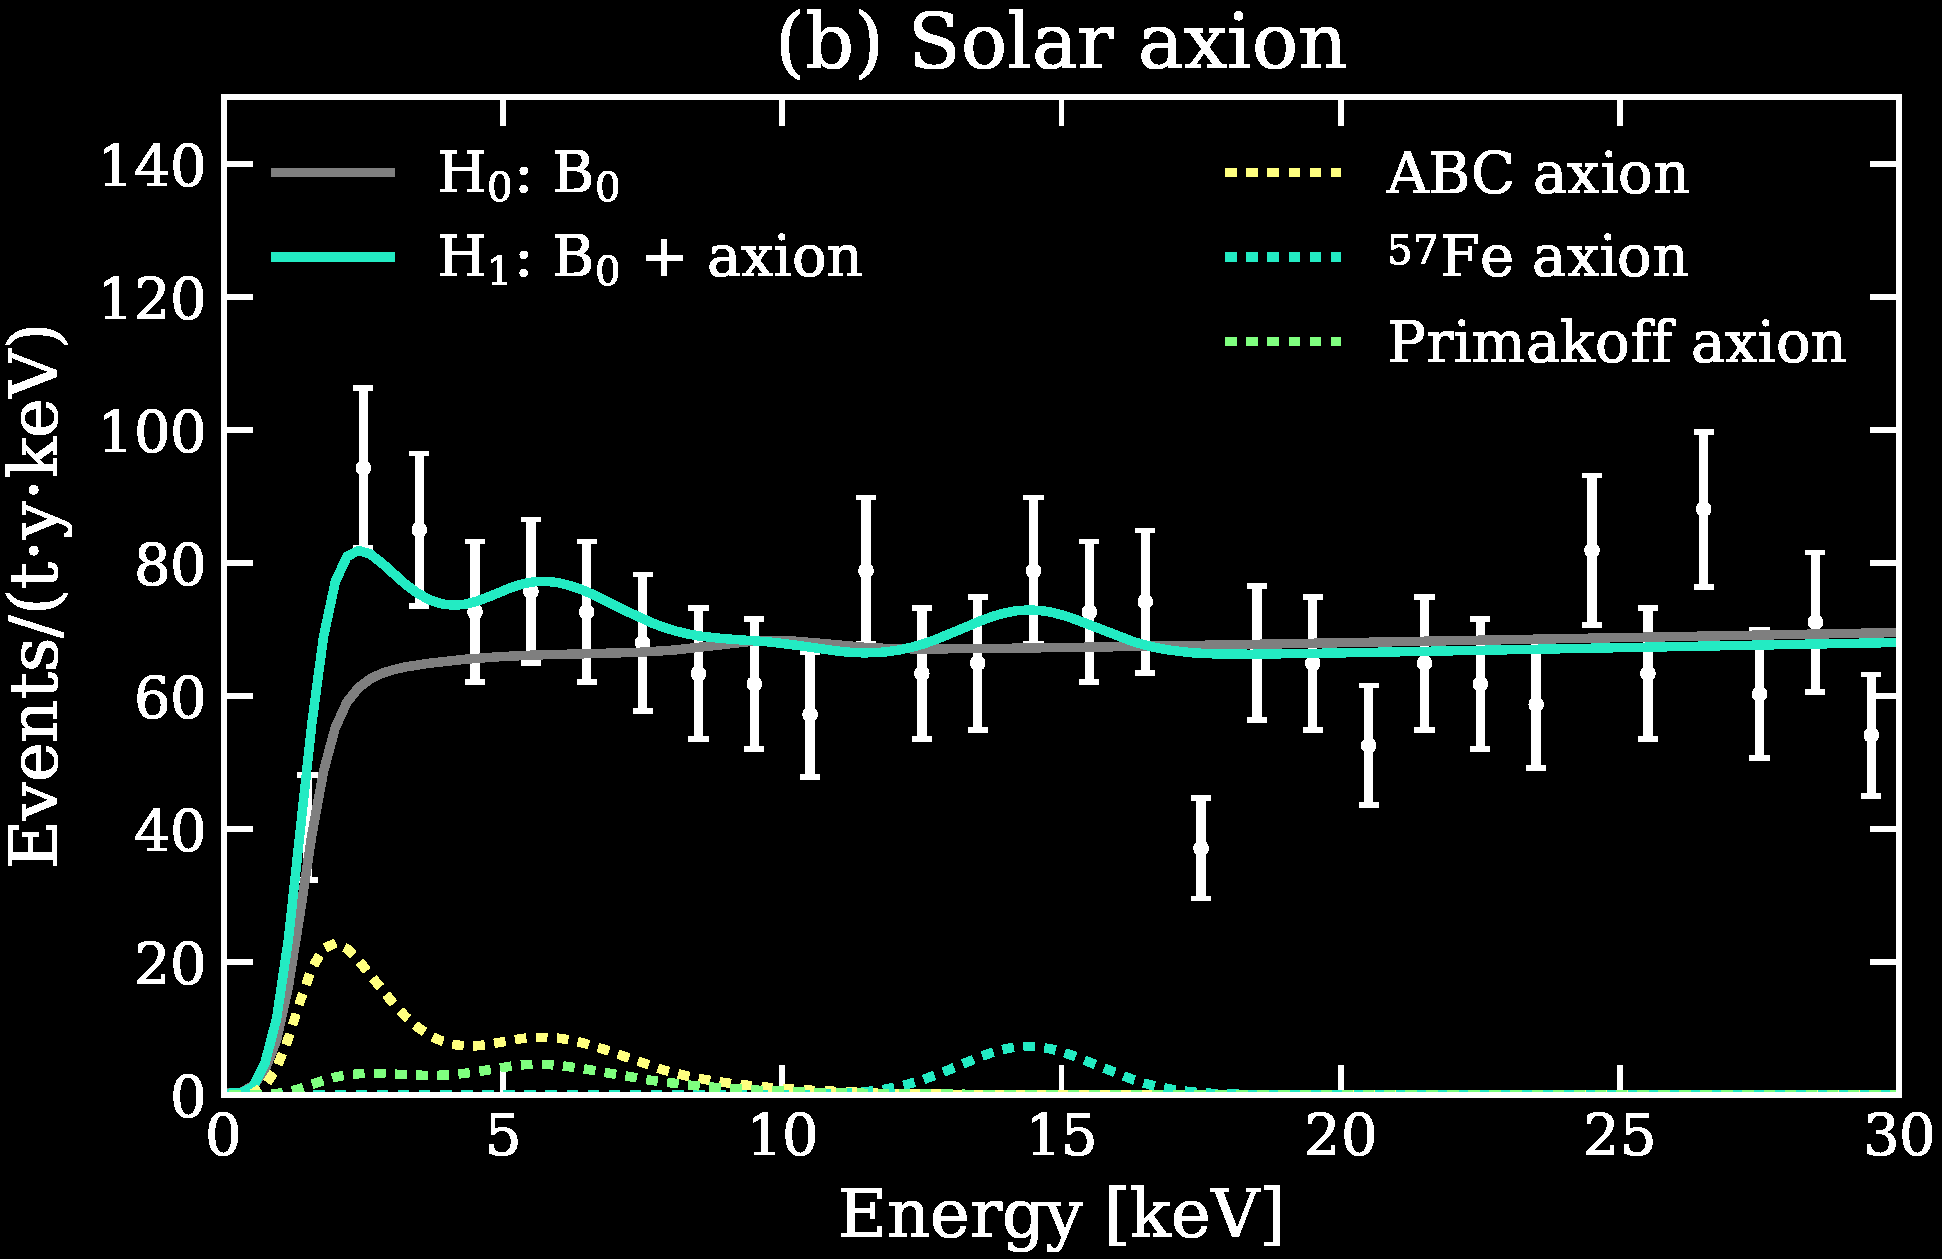 (b) Solar axion
H₀: B₀
H₁: B₀ + axion
ABC axion
⁵⁷Fe axion
Primakoff axion
Events/(t·y·keV)
140
120
100
80
60
40
20
0
0 5 10 15 20 25 30
Energy [keV]